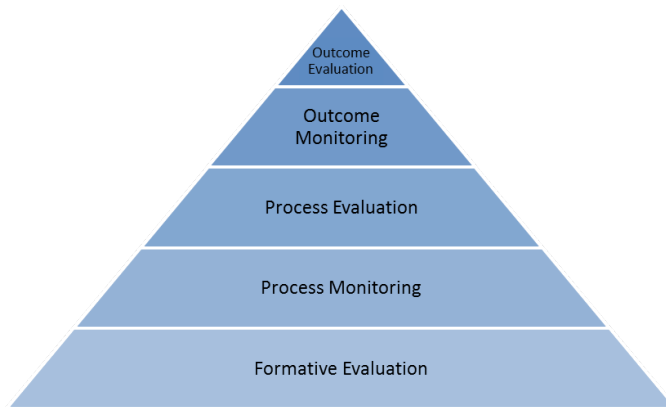 Outcome
Evaluation
Outcome
Monitoring
Process Evaluation
Process Monitoring
Formative Evaluation